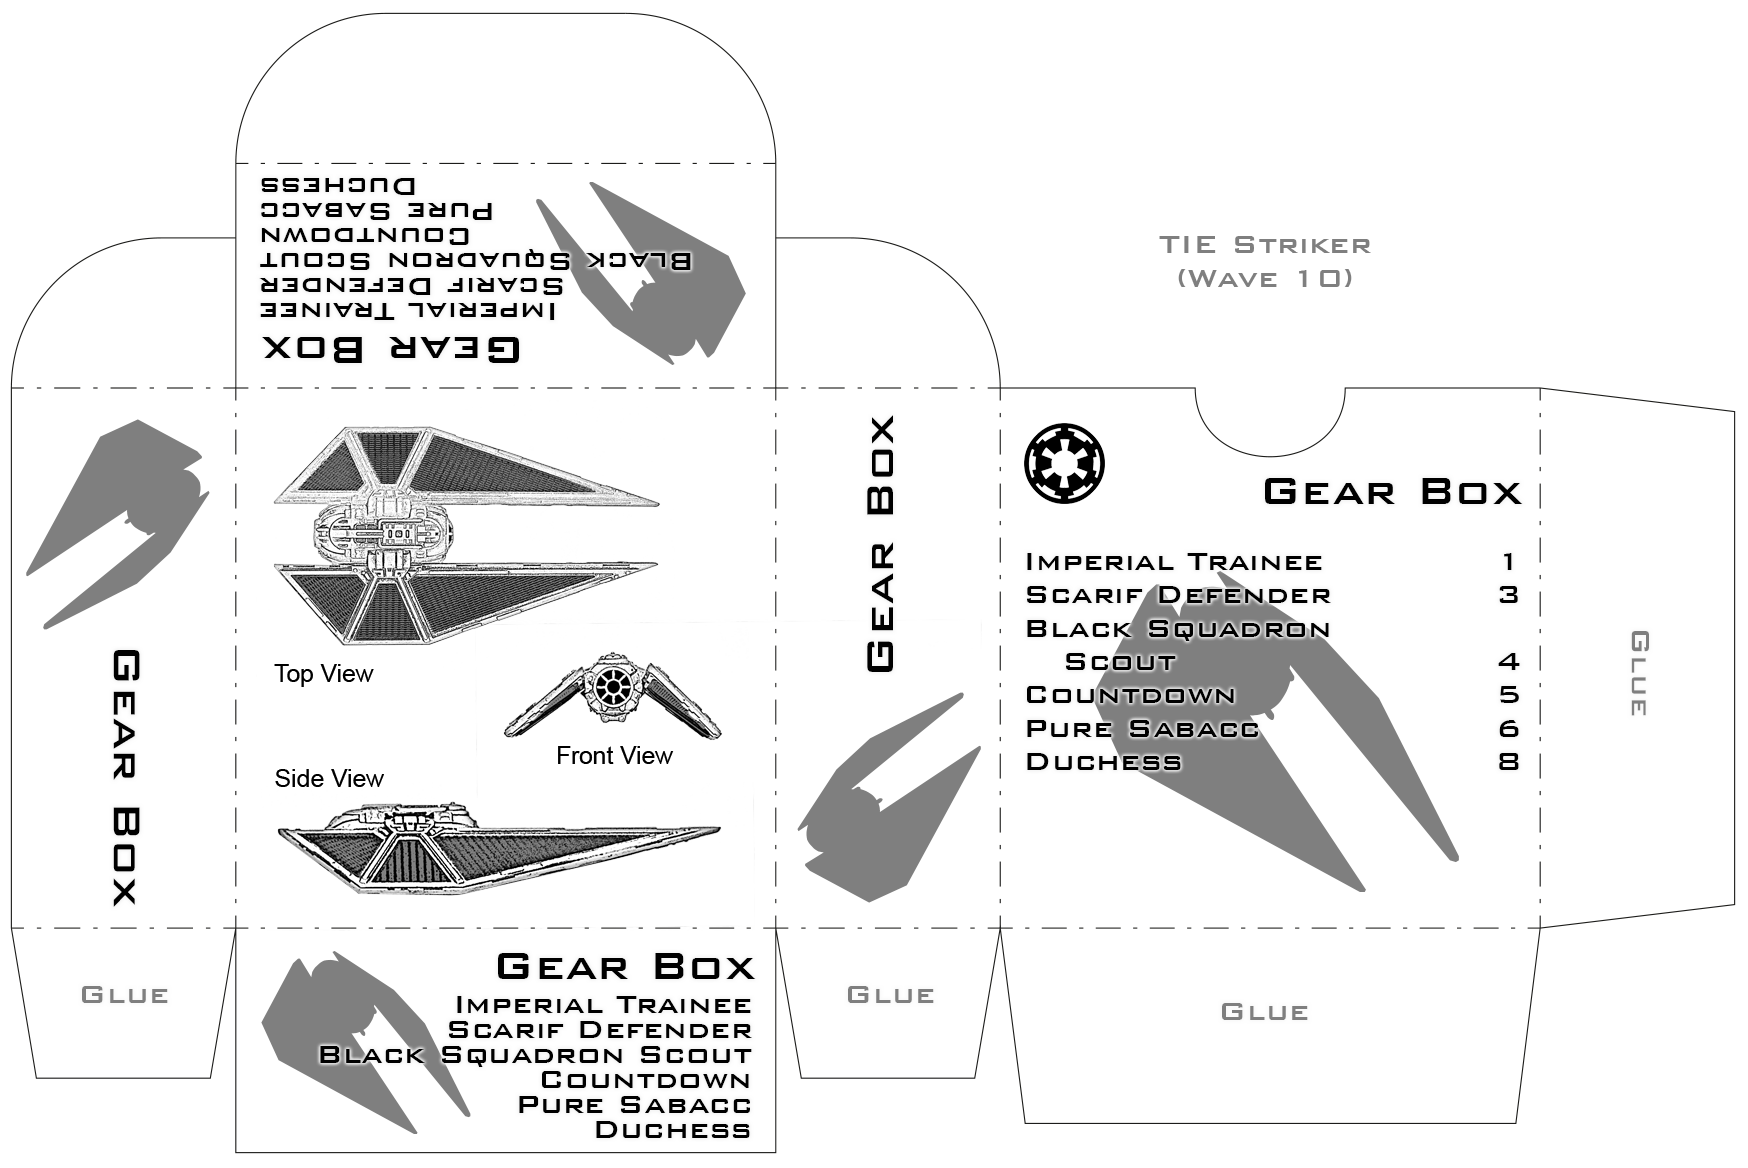 Gear Box
Imperial Trainee
Scarif Defender
Black Squadron Scout
Countdown
Pure Sabacc
Duchess
TIE Striker
(Wave 10)
Gear Box
Top View
Front View
Side View
Gear Box
Gear Box
Imperial Trainee 1
Scarif Defender 3
Black Squadron
Scout 4
Countdown 5
Pure Sabacc 6
Duchess 8
Glue
Glue
Gear Box
Imperial Trainee
Scarif Defender
Black Squadron Scout
Countdown
Pure Sabacc
Duchess
Glue
Glue